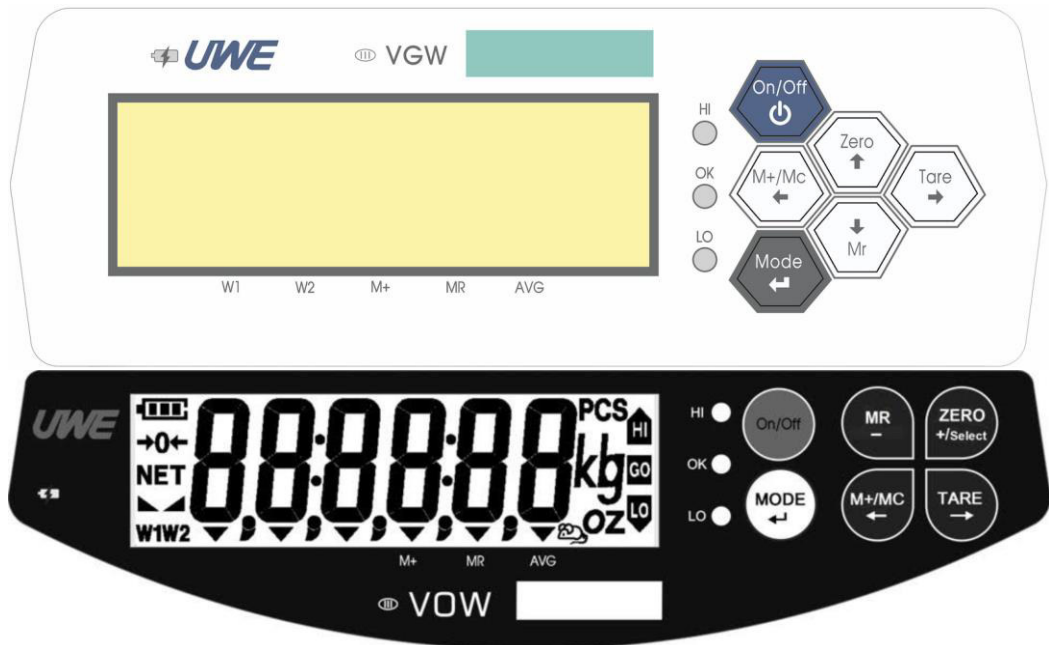 UWE VGW
HI
OK
LO
On/Off
Zero
M+/Mc
Tare
Mr
Mode
W1 W2 M+ MR AVG
UWE
→0←
NET
W1W2
88:88:88
PCS
kg
oz
HI
GO
LO
M+ MR AVG
III VOW
HI
OK
LO
On/Off
MODE
MR
−
ZERO
+/Select
M+/MC
←
TARE
→